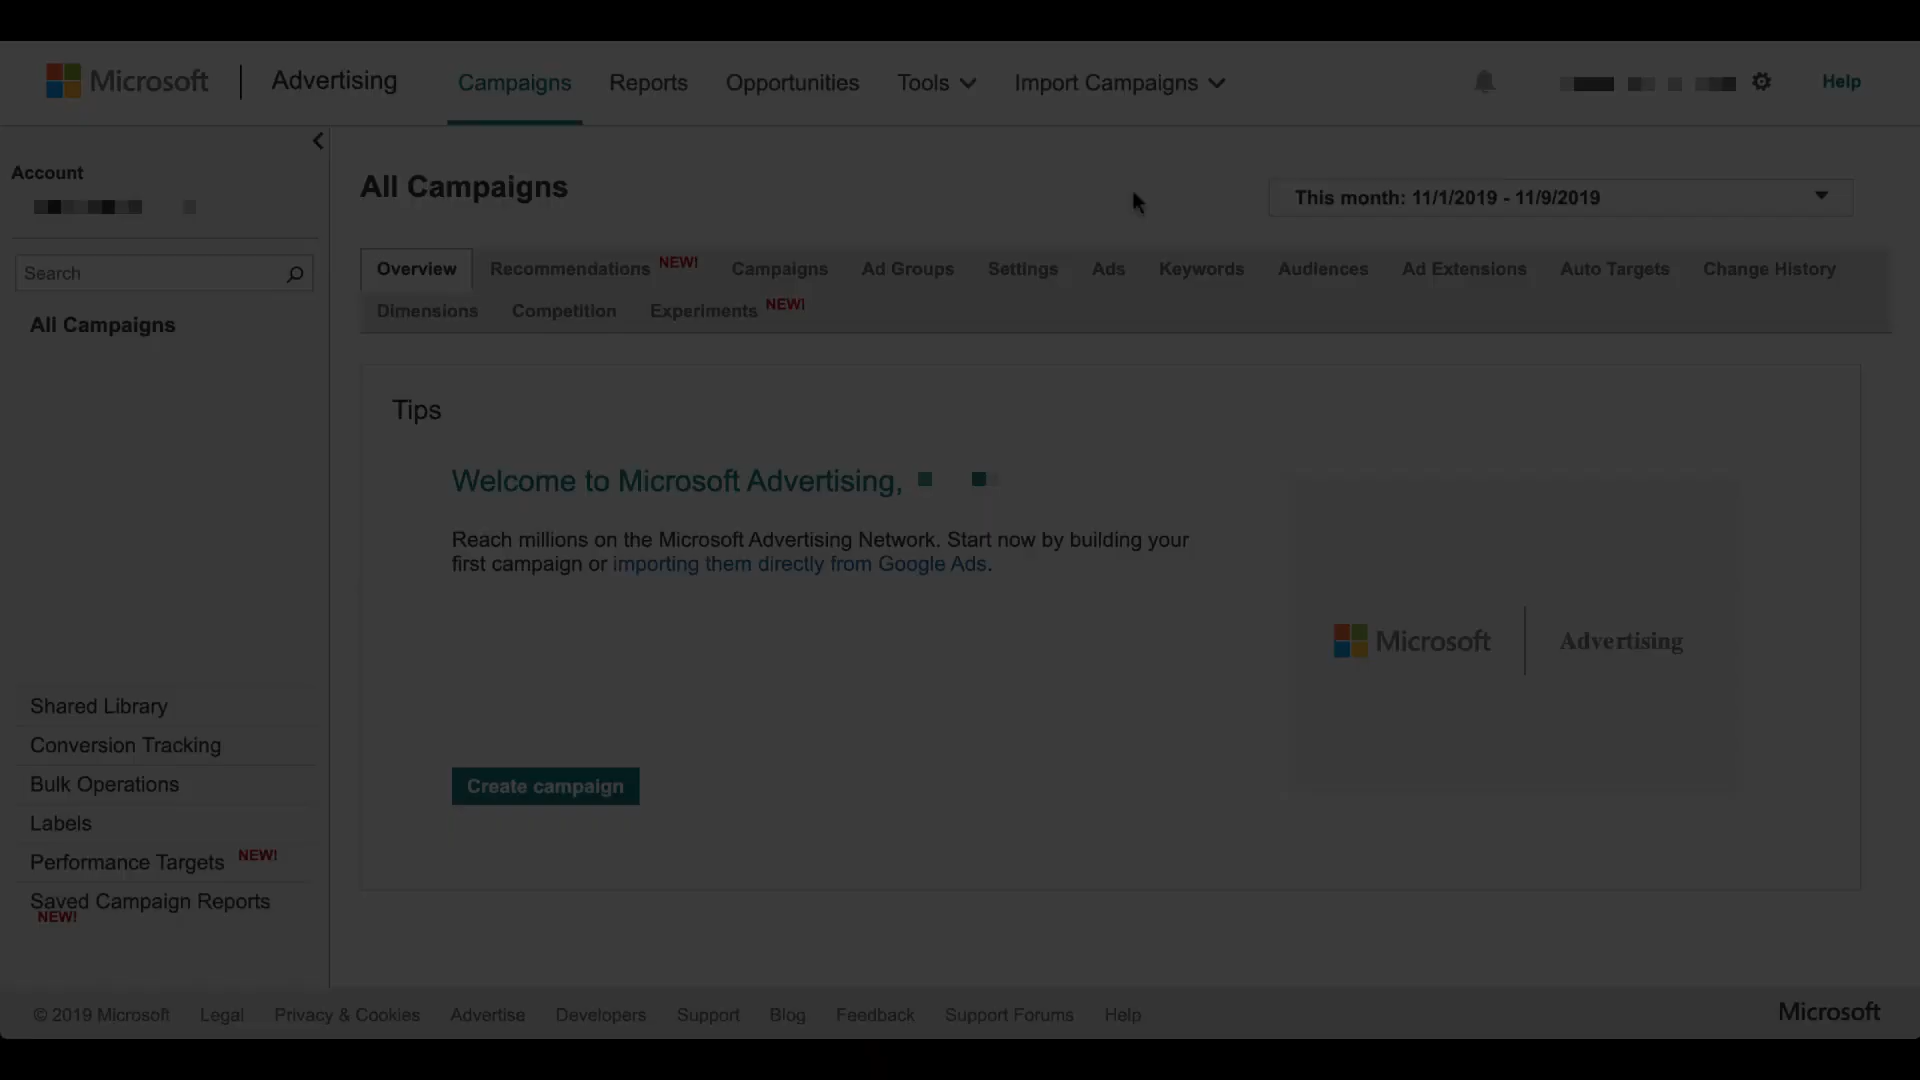 Microsoft Advertising Campaigns Reports Opportunities Tools Import Campaigns Help
Account
Search
All Campaigns
Shared Library
Conversion Tracking
Bulk Operations
Labels
Performance Targets NEW!
Saved Campaign Reports
NEW!
All Campaigns
This month: 11/1/2019 - 11/9/2019
Overview Recommendations NEW! Campaigns Ad Groups Settings Ads Keywords Audiences Ad Extensions Auto Targets Change History
Dimensions Competition Experiments NEW!
Tips
Welcome to Microsoft Advertising,
Reach millions on the Microsoft Advertising Network. Start now by building your
first campaign or importing them directly from Google Ads.
Microsoft Advertising
Create campaign
© 2019 Microsoft Legal Privacy & Cookies Advertise Developers Support Blog Feedback Support Forums Help Microsoft